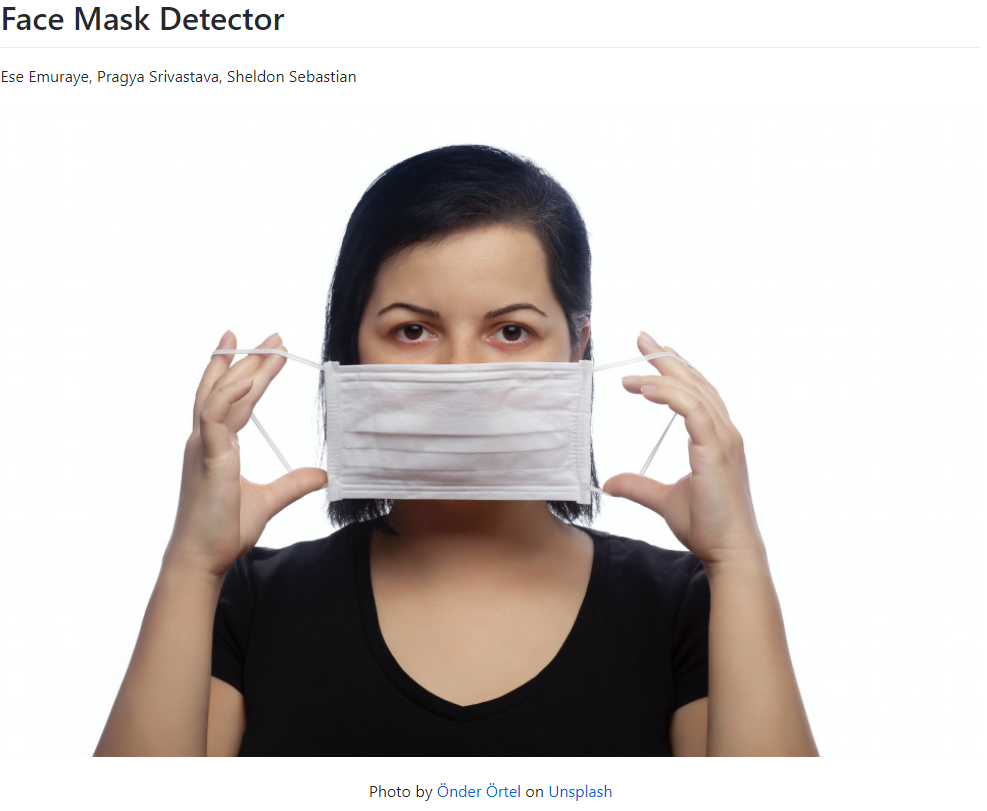 Face Mask Detector
Ese Emuraye, Pragya Srivastava, Sheldon Sebastian
Photo by Önder Örtel on Unsplash